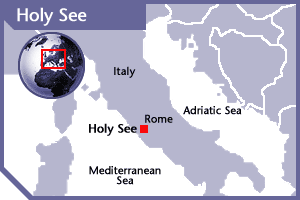 Holy See
Italy
Adriatic Sea
Rome
Holy See
Mediterranean
Sea